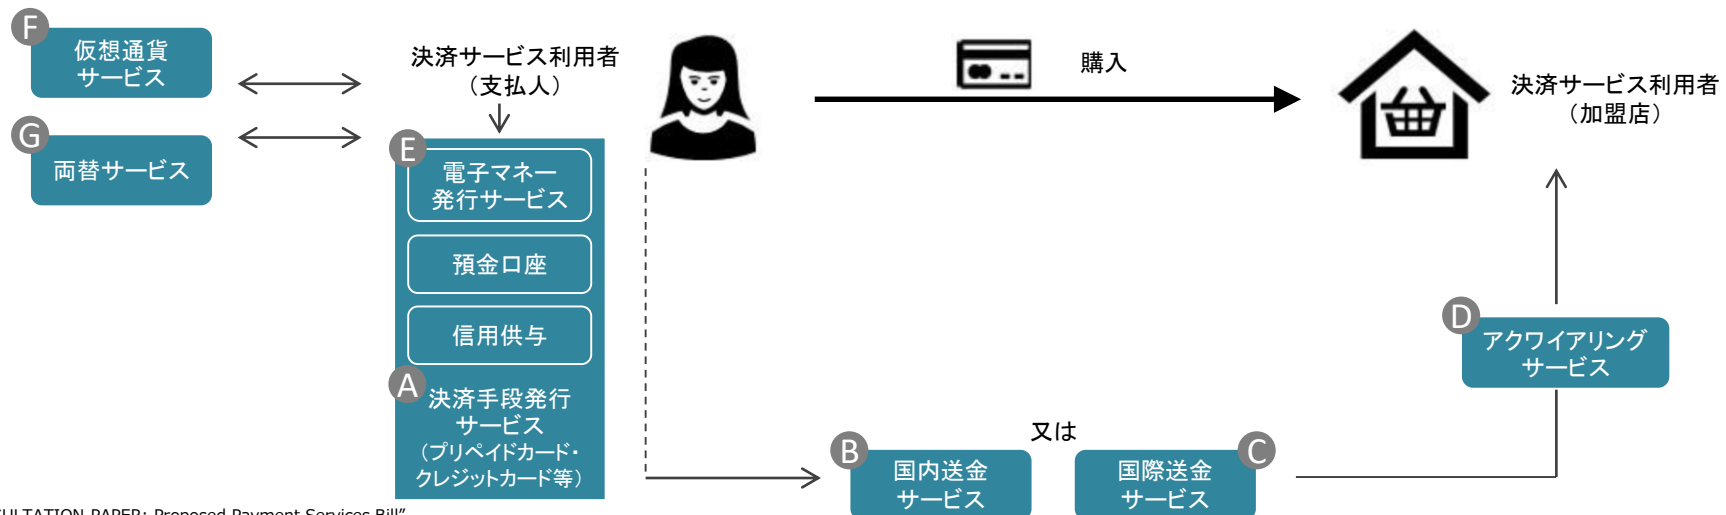 F
仮想通貨
サービス
G
両替サービス
決済サービス利用者
（支払人）
E
電子マネー
発行サービス
預金口座
信用供与
A
決済手段発行
サービス
（プリペイドカード・
クレジットカード等）
購入
決済サービス利用者
（加盟店）
D
アクワイアリング
サービス
又は
B
国内送金
サービス
国際送金
サービス
C
ULTATION PAPER: Proposed Payment Services Bill”